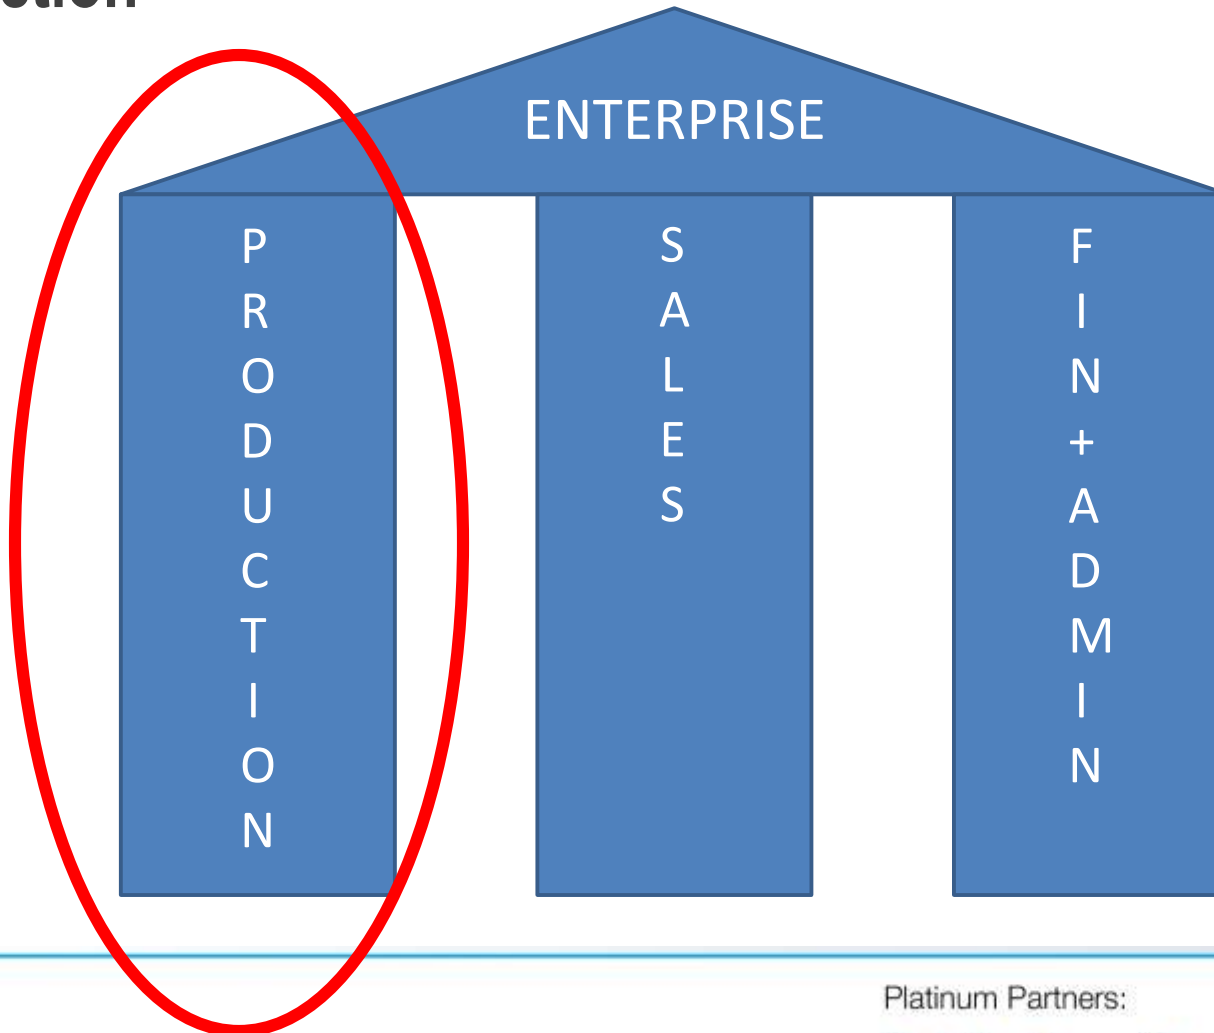 ENTERPRISE
PRODUCTION
SALES
FIN+ADMIN
Platinum Partners: